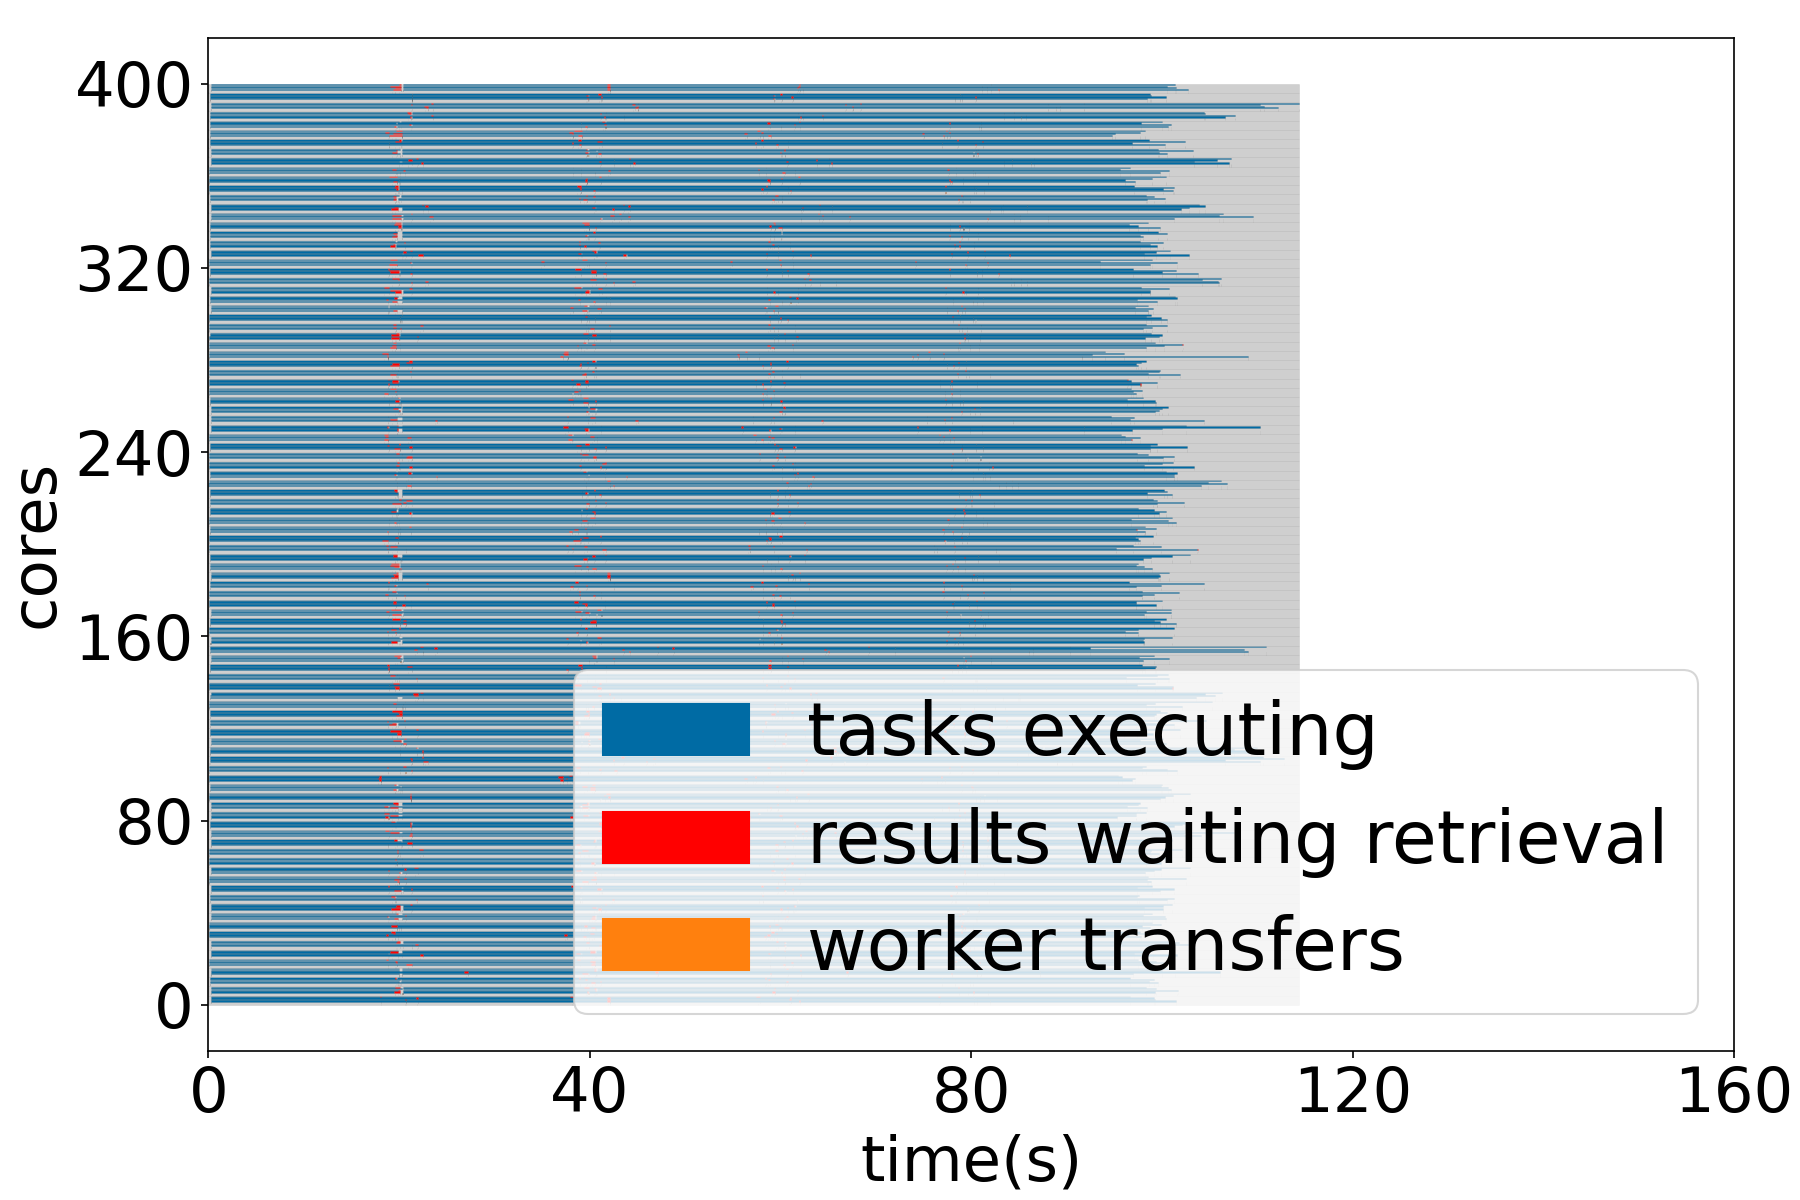 400
320
240
160
80
0
cores
0 40 80 120 160
time(s)
tasks executing
results waiting retrieval
worker transfers